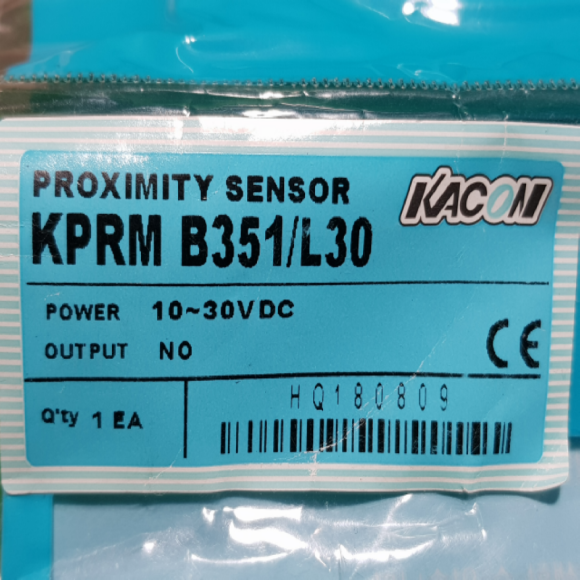 PROXIMITY SENSOR
KACON
KPRM B351/L30
POWER 10~30VDC
OUTPUT NO
CE
Q'ty 1 EA
HQ180809